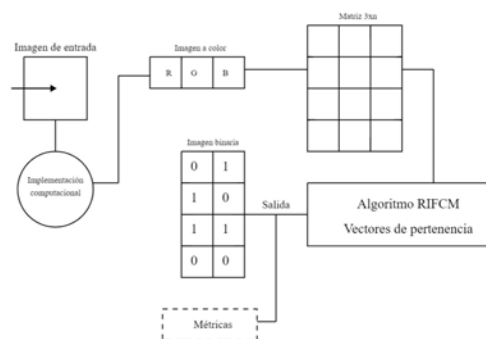 Imagen de entrada
Implementación
computacional
Imagen a color
R G B
Matriz 3xn
Algoritmo RIFCM
Vectores de pertenencia
Salida
Imagen binaria
0 1
1 0
1 1
0 0
Métricas